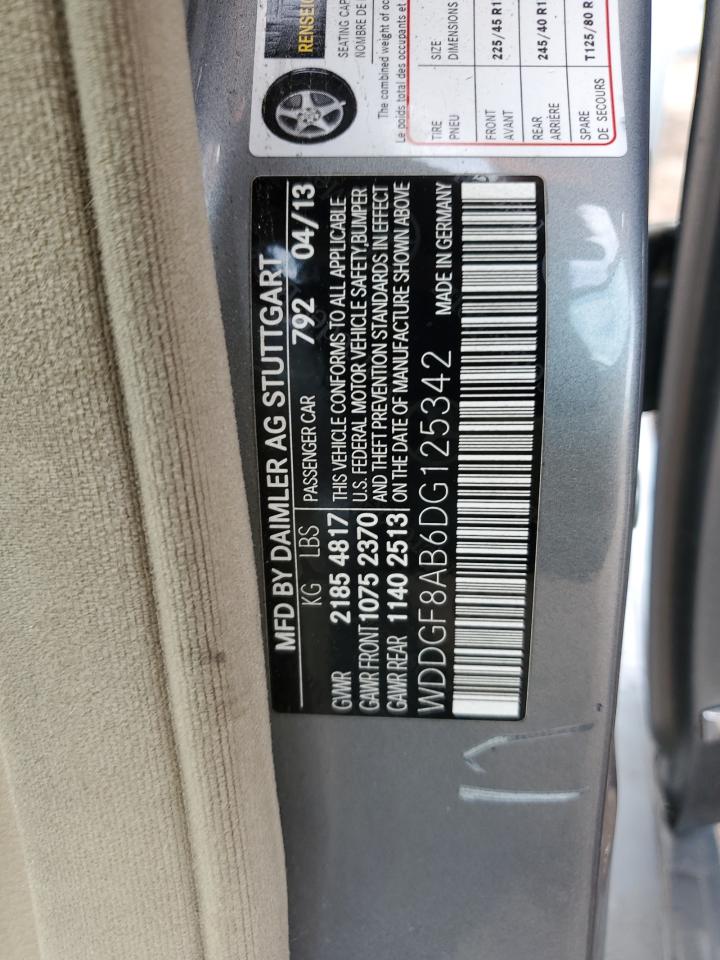 MFD BY DAIMLER AG STUTTGART
KG LBS PASSENGER CAR 792 04/13
GVWR 2185 4817
GAWR FRONT 1075 2370
GAWR REAR 1140 2513
THIS VEHICLE CONFORMS TO ALL APPLICABLE
U.S. FEDERAL MOTOR VEHICLE SAFETY, BUMPER
AND THEFT PREVENTION STANDARDS IN EFFECT
ON THE DATE OF MANUFACTURE SHOWN ABOVE
WDDGF8AB6DG125342 MADE IN GERMANY
SEATING
NOMBRE DE
The combined weight of
Le poids total des occupants et
TIRE SIZE
PNEU DIMENSIONS
FRONT 225/45
AVANT
REAR 245/40
ARRIÈRE
SPARE T125/80
DE SECOURS